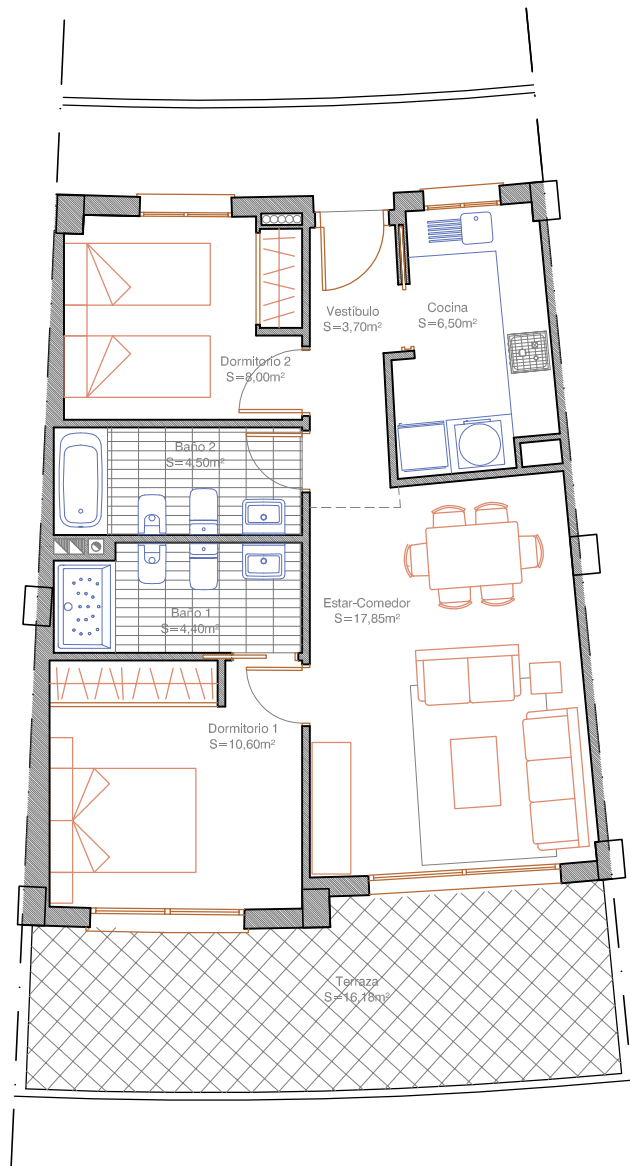 Vestíbulo
S=3,70m²
Cocina
S=6,50m²
Dormitorio 2
S=8,00m²
Baño 2
S=4,50m²
Estar-Comedor
S=17,85m²
Baño 1
S=4,40m²
Dormitorio 1
S=10,60m²
Terraza
S=16,18m²